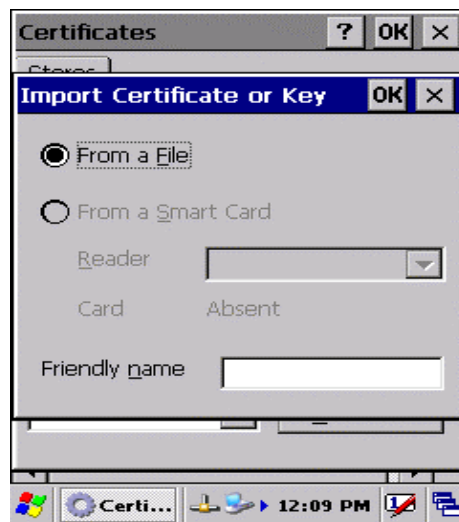 Certificates ? OK ×
Stores
Import Certificate or Key OK ×
From a File
From a Smart Card
Reader
Card Absent
Friendly name
Certi... 12:09 PM